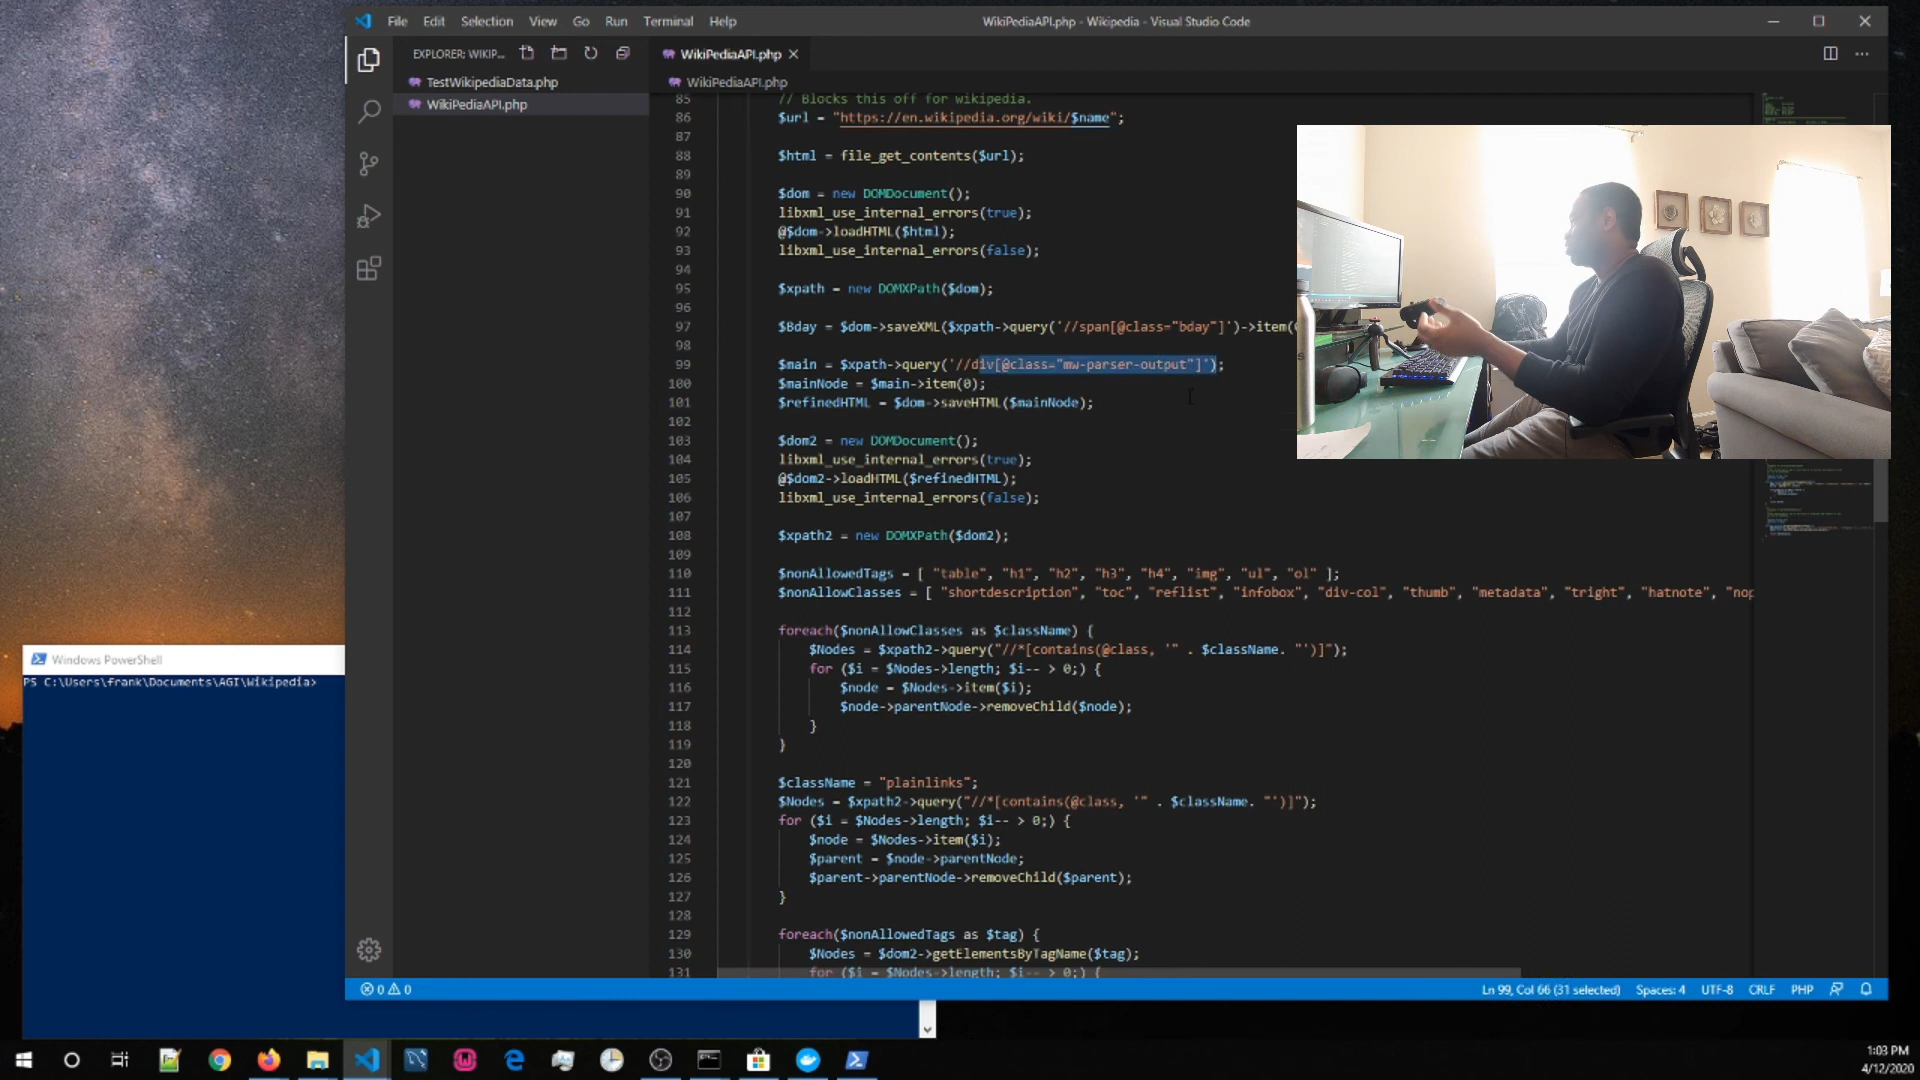 File Edit Selection View Go Run Terminal Help
WikiPediaAPI.php - Wikipedia - Visual Studio Code
EXPLORER: WIKIP...
TestWikipediaData.php
WikiPediaAPI.php
WikiPediaAPI.php
WikiPediaAPI.php
85 // Blocks this off for wikipedia.
86 $url = "https://en.wikipedia.org/wiki/$name";
87
88 $html = file_get_contents($url);
89
90 $dom = new DOMDocument();
91 libxml_use_internal_errors(true);
92 @$dom->loadHTML($html);
93 libxml_use_internal_errors(false);
94
95 $xpath = new DOMXPath($dom);
96
97 $Bday = $dom->saveXML($xpath->query('//span[@class="bday"]')->item(
98
99 $main = $xpath->query('//div[@class="mw-parser-output"]');
100 $mainNode = $main->item(0);
101 $refinedHTML = $dom->saveHTML($mainNode);
102
103 $dom2 = new DOMDocument();
104 libxml_use_internal_errors(true);
105 @$dom2->loadHTML($refinedHTML);
106 libxml_use_internal_errors(false);
107
108 $xpath2 = new DOMXPath($dom2);
109
110 $nonAllowedTags = [ "table", "h1", "h2", "h3", "h4", "img", "ul", "ol" ];
111 $nonAllowClasses = [ "shortdescription", "toc", "reflist", "infobox", "div-col", "thumb", "metadata", "tright", "hatnote", "nop
112
113 foreach($nonAllowClasses as $className) {
114 $Nodes = $xpath2->query("//*[contains(@class, '" . $className. "')]");
115 for ($i = $Nodes->length; $i-- > 0;) {
116 $node = $Nodes->item($i);
117 $node->parentNode->removeChild($node);
118 }
119 }
120
121 $className = "plainlinks";
122 $Nodes = $xpath2->query("//*[contains(@class, '" . $className. "')]");
123 for ($i = $Nodes->length; $i-- > 0;) {
124 $node = $Nodes->item($i);
125 $parent = $node->parentNode;
126 $parent->parentNode->removeChild($parent);
127 }
128
129 foreach($nonAllowedTags as $tag) {
130 $Nodes = $dom2->getElementsByTagName($tag);
131 for ($i = $Nodes->length; $i-- > 0;) {
Windows PowerShell
PS C:\Users\frank\Documents\AGI\Wikipedia>
0 0
Ln 99, Col 66 (31 selected) Spaces: 4 UTF-8 CRLF PHP
1:03 PM
4/12/2020